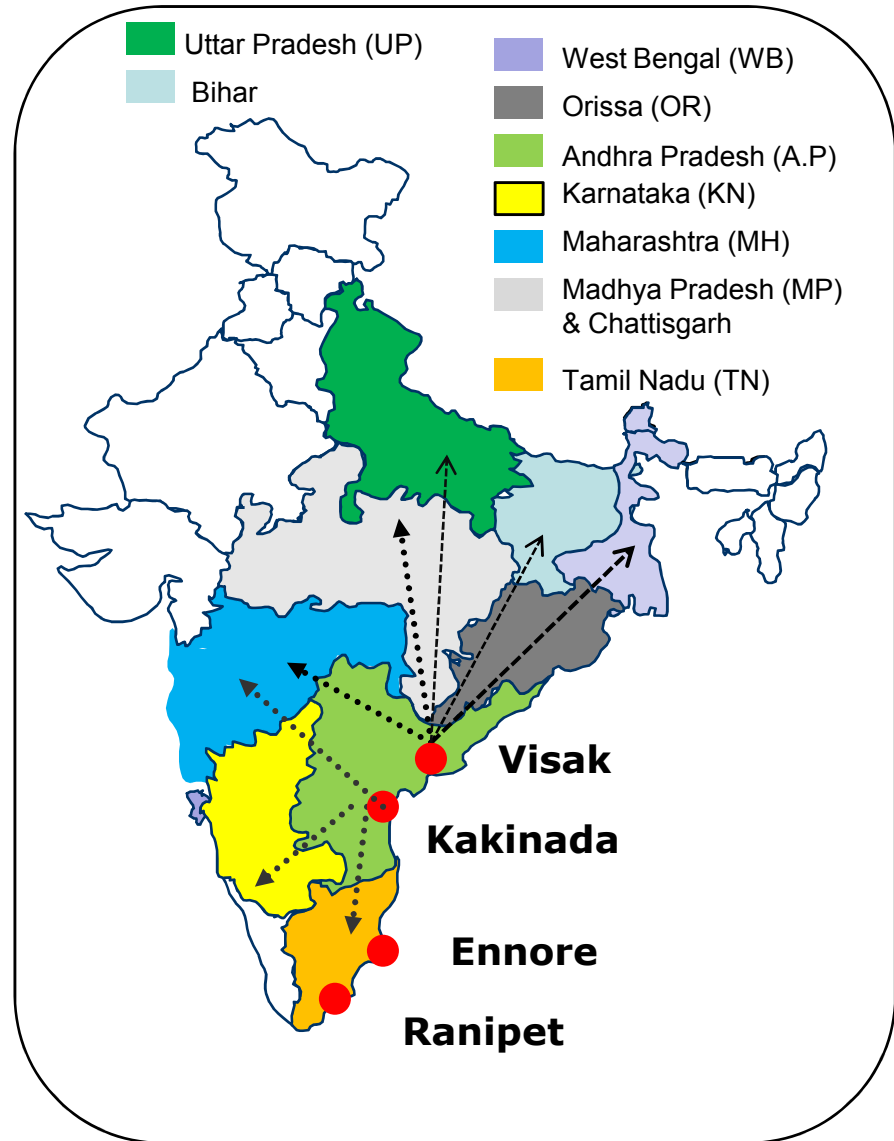 Uttar Pradesh (UP)
Bihar
West Bengal (WB)
Orissa (OR)
Andhra Pradesh (A.P)
Karnataka (KN)
Maharashtra (MH)
Madhya Pradesh (MP)
& Chattisgarh
Tamil Nadu (TN)
Visak
Kakinada
Ennore
Ranipet